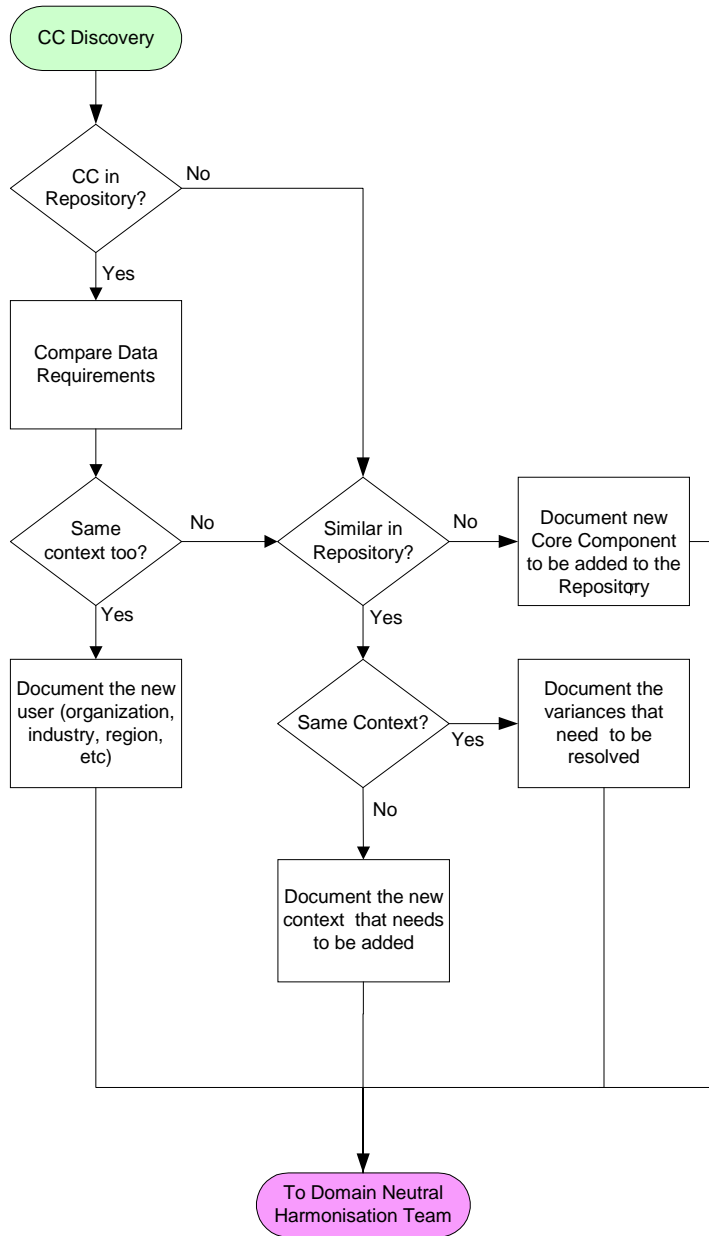 CC Discovery
CC in
Repository?
No
Yes
Compare Data
Requirements
Same
context too?
No
Similar in
Repository?
No
Document new
Core Component
to be added to the
Repository
Yes
Yes
Document the new
user (organization,
industry, region,
etc)
Same Context?
Yes
Document the
variances that
need to be
resolved
No
Document the new
context that needs
to be added
To Domain Neutral
Harmonisation Team